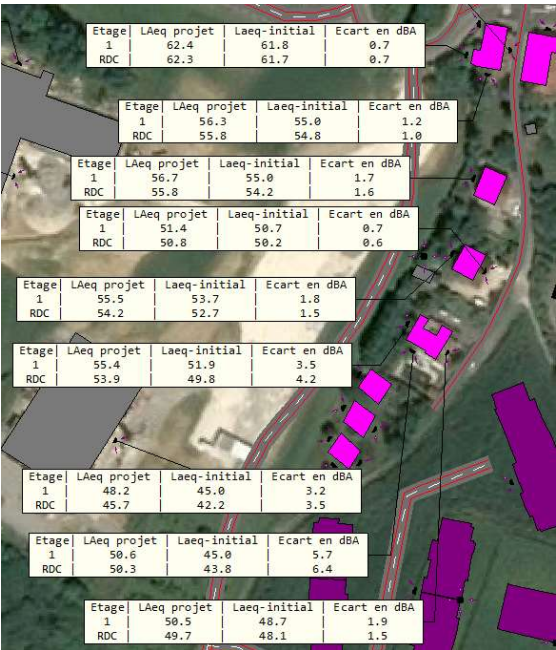 Etage| LAeq projet | Laeq-initial | Ecart en dBA
1 | 62.4 | 61.8 | 0.7
RDC | 62.3 | 61.7 | 0.7
Etage| LAeq projet | Laeq-initial | Ecart en dBA
1 | 56.3 | 55.0 | 1.2
RDC | 55.8 | 54.8 | 1.0
Etage| LAeq projet | Laeq-initial | Ecart en dBA
1 | 56.7 | 55.0 | 1.7
RDC | 55.8 | 54.2 | 1.6
Etage| LAeq projet | Laeq-initial | Ecart en dBA
1 | 51.4 | 50.7 | 0.7
RDC | 50.8 | 50.2 | 0.6
Etage| LAeq projet | Laeq-initial | Ecart en dBA
1 | 55.5 | 53.7 | 1.8
RDC | 54.2 | 52.7 | 1.5
Etage| LAeq projet | Laeq-initial | Ecart en dBA
1 | 55.4 | 51.9 | 3.5
RDC | 53.9 | 49.8 | 4.2
Etage| LAeq projet | Laeq-initial | Ecart en dBA
1 | 48.2 | 45.0 | 3.2
RDC | 45.7 | 42.2 | 3.5
Etage| LAeq projet | Laeq-initial | Ecart en dBA
1 | 50.6 | 45.0 | 5.7
RDC | 50.3 | 43.8 | 6.4
Etage| LAeq projet | Laeq-initial | Ecart en dBA
1 | 50.5 | 48.7 | 1.9
RDC | 49.7 | 48.1 | 1.5